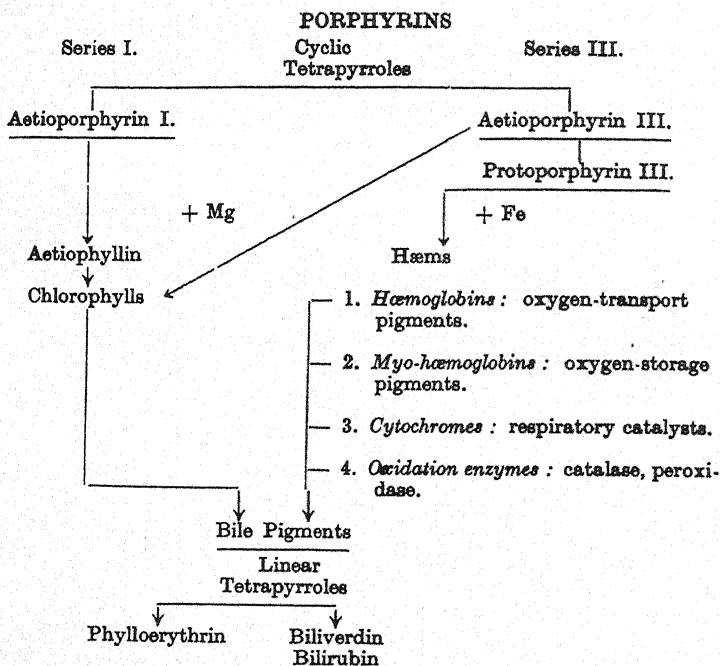 PORPHYRINS
Series I.
Cyclic
Tetrapyrroles
Series III.
Aetioporphyrin I.
Aetioporphyrin III.
Protoporphyrin III.
+ Mg
+ Fe
Aetiophyllin
Hæms
Chlorophylls
1. Hæmoglobins : oxygen-transport
pigments.
2. Myo-hæmoglobins : oxygen-storage
pigments.
3. Cytochromes : respiratory catalysts.
4. Oxidation enzymes : catalase, peroxi-
dase.
Bile Pigments
Linear
Tetrapyrroles
Phylloerythrin
Biliverdin
Bilirubin